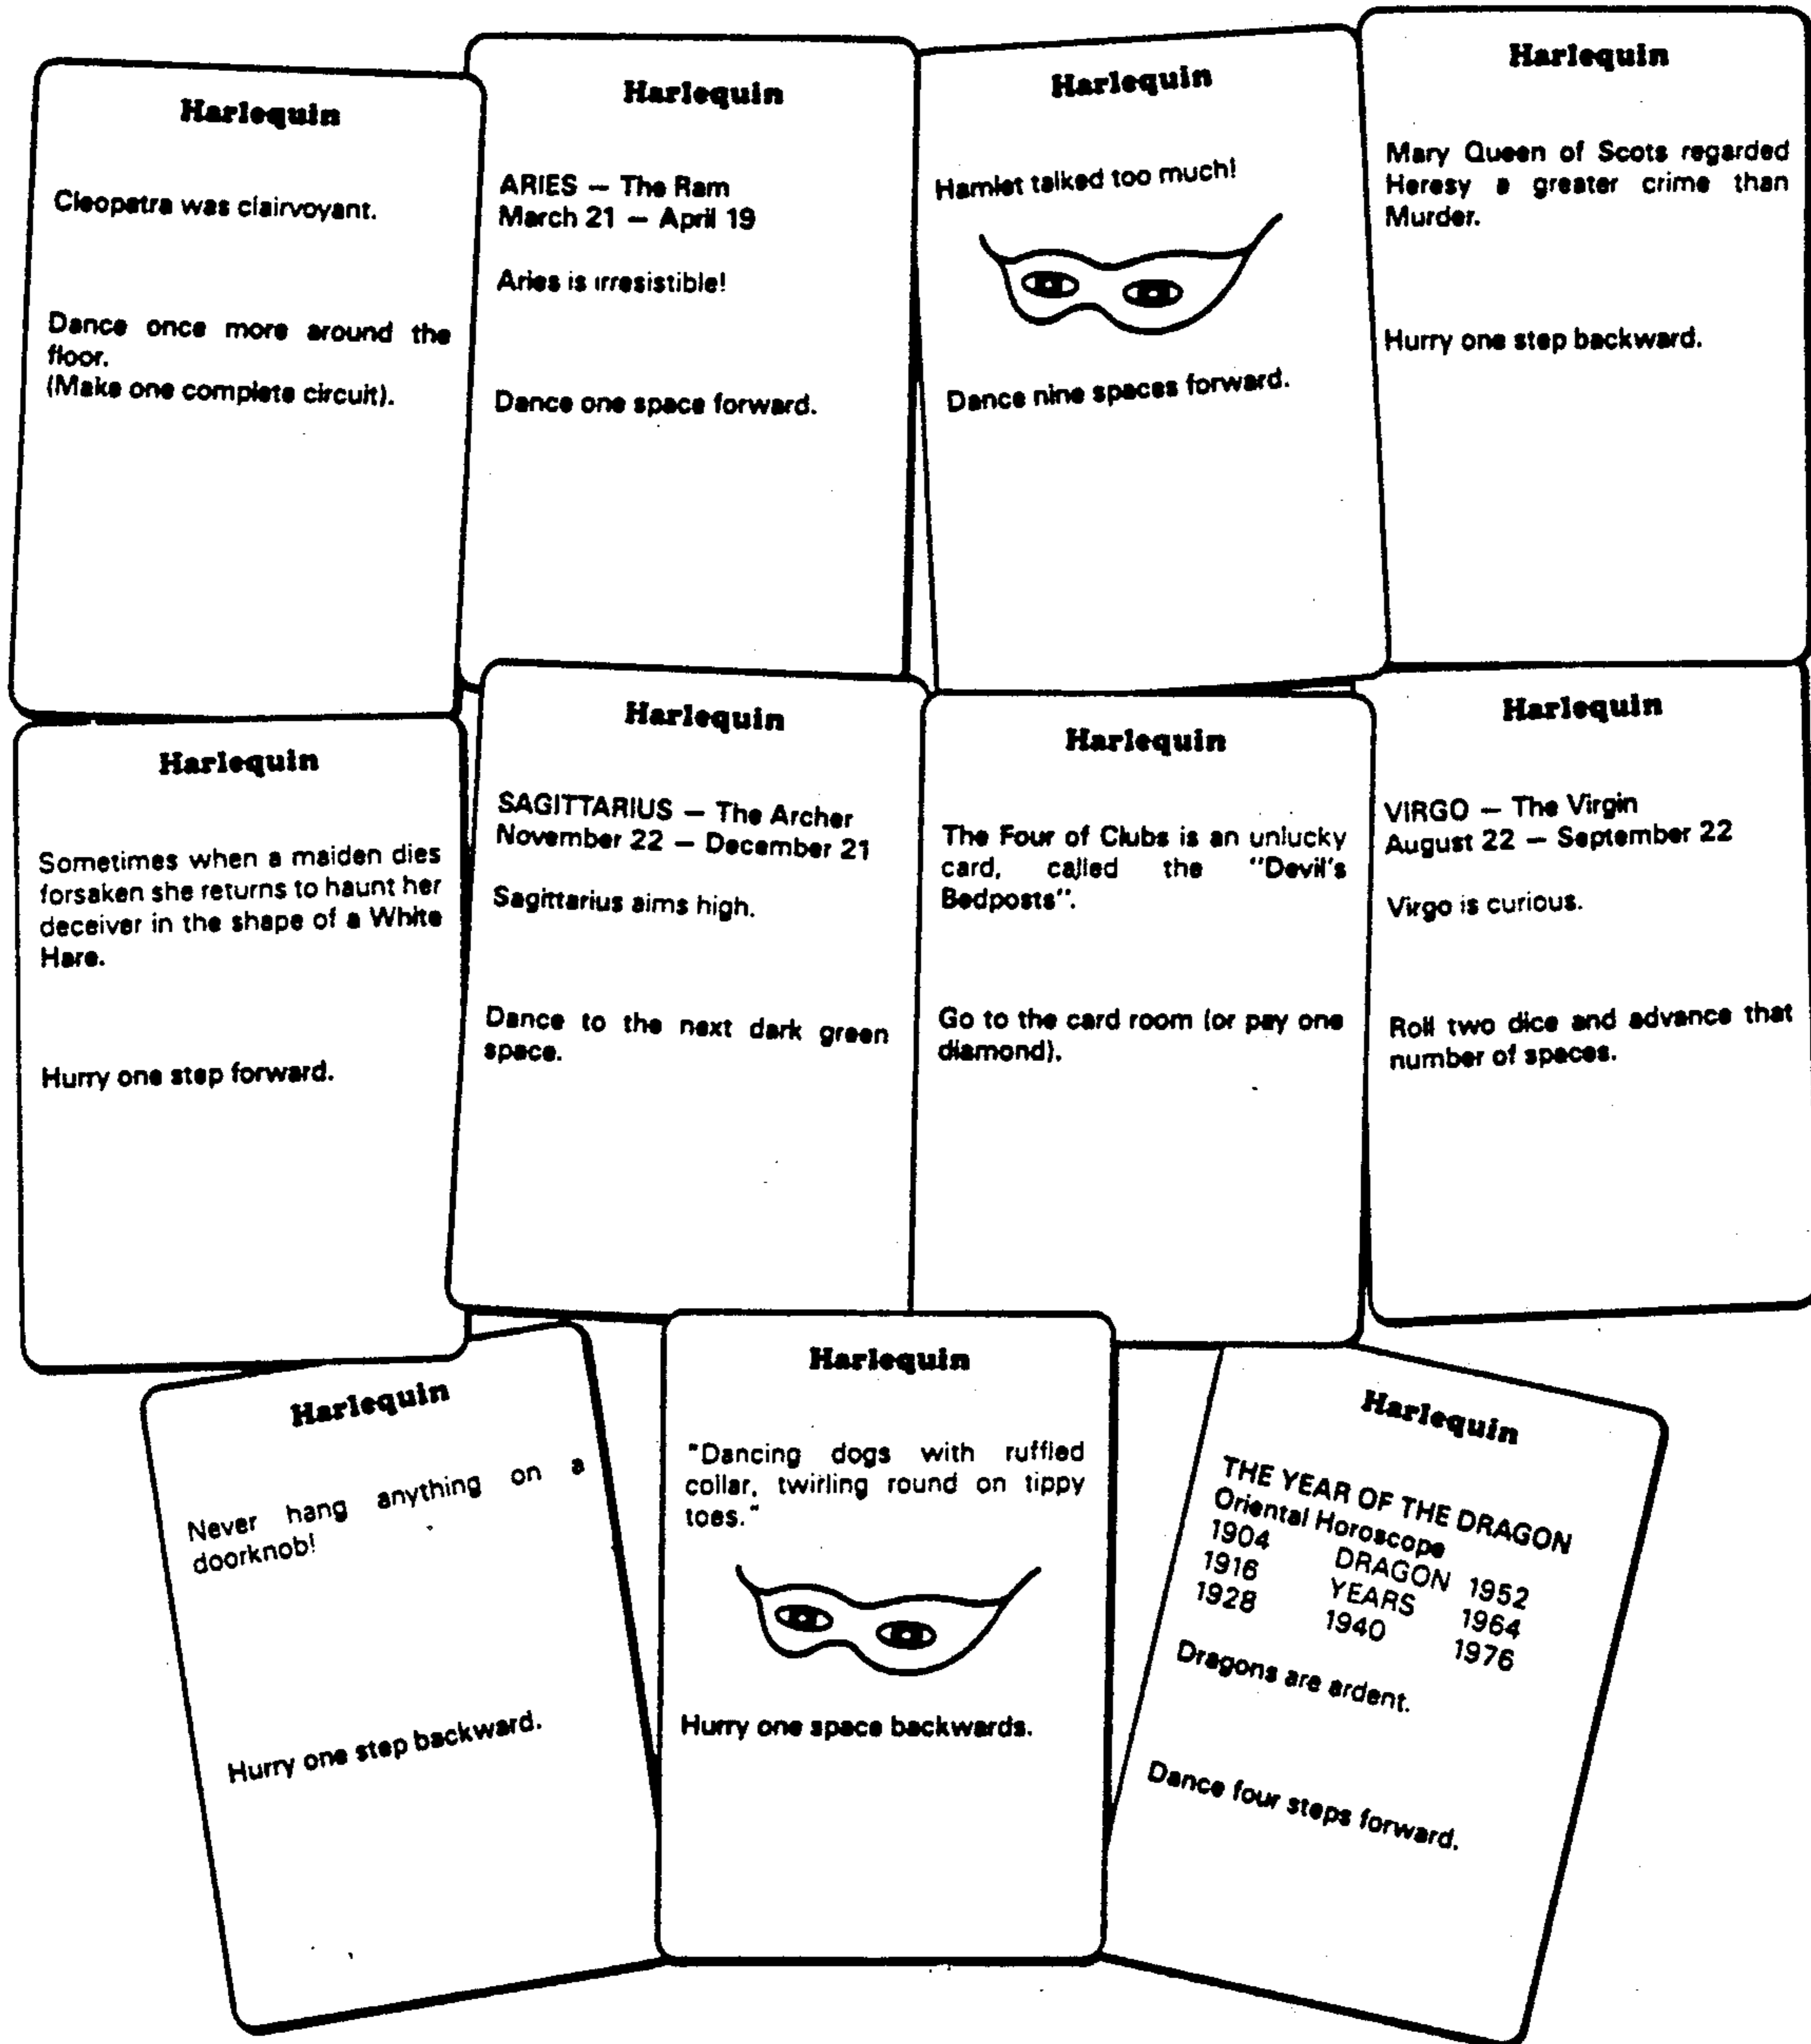 Harlequin
Cleopatra was clairvoyant.
Dance once more around the
floor.
(Make one complete circuit).
Harlequin
ARIES — The Ram
March 21 — April 19
Aries is irresistible!
Dance one space forward.
Harlequin
Hamlet talked too much!
Dance nine spaces forward.
Harlequin
Mary Queen of Scots regarded
Heresy a greater crime than
Murder.
Hurry one step backward.
Harlequin
Sometimes when a maiden dies
forsaken she returns to haunt her
deceiver in the shape of a White
Hare.
Hurry one step forward.
Harlequin
SAGITTARIUS — The Archer
November 22 — December 21
Sagittarius aims high.
Dance to the next dark green
space.
Harlequin
The Four of Clubs is an unlucky
card, called the "Devil's
Bedposts".
Go to the card room (or pay one
diamond).
Harlequin
VIRGO — The Virgin
August 22 — September 22
Virgo is curious.
Roll two dice and advance that
number of spaces.
Harlequin
Never hang anything on a
doorknob!
Hurry one step backward.
Harlequin
"Dancing dogs with ruffled
collar, twirling round on tippy
toes."
Hurry one space backwards.
Harlequin
THE YEAR OF THE DRAGON
Oriental Horoscope
1904 DRAGON 1952
1916 YEARS 1964
1928 1940 1976
Dragons are ardent.
Dance four steps forward.